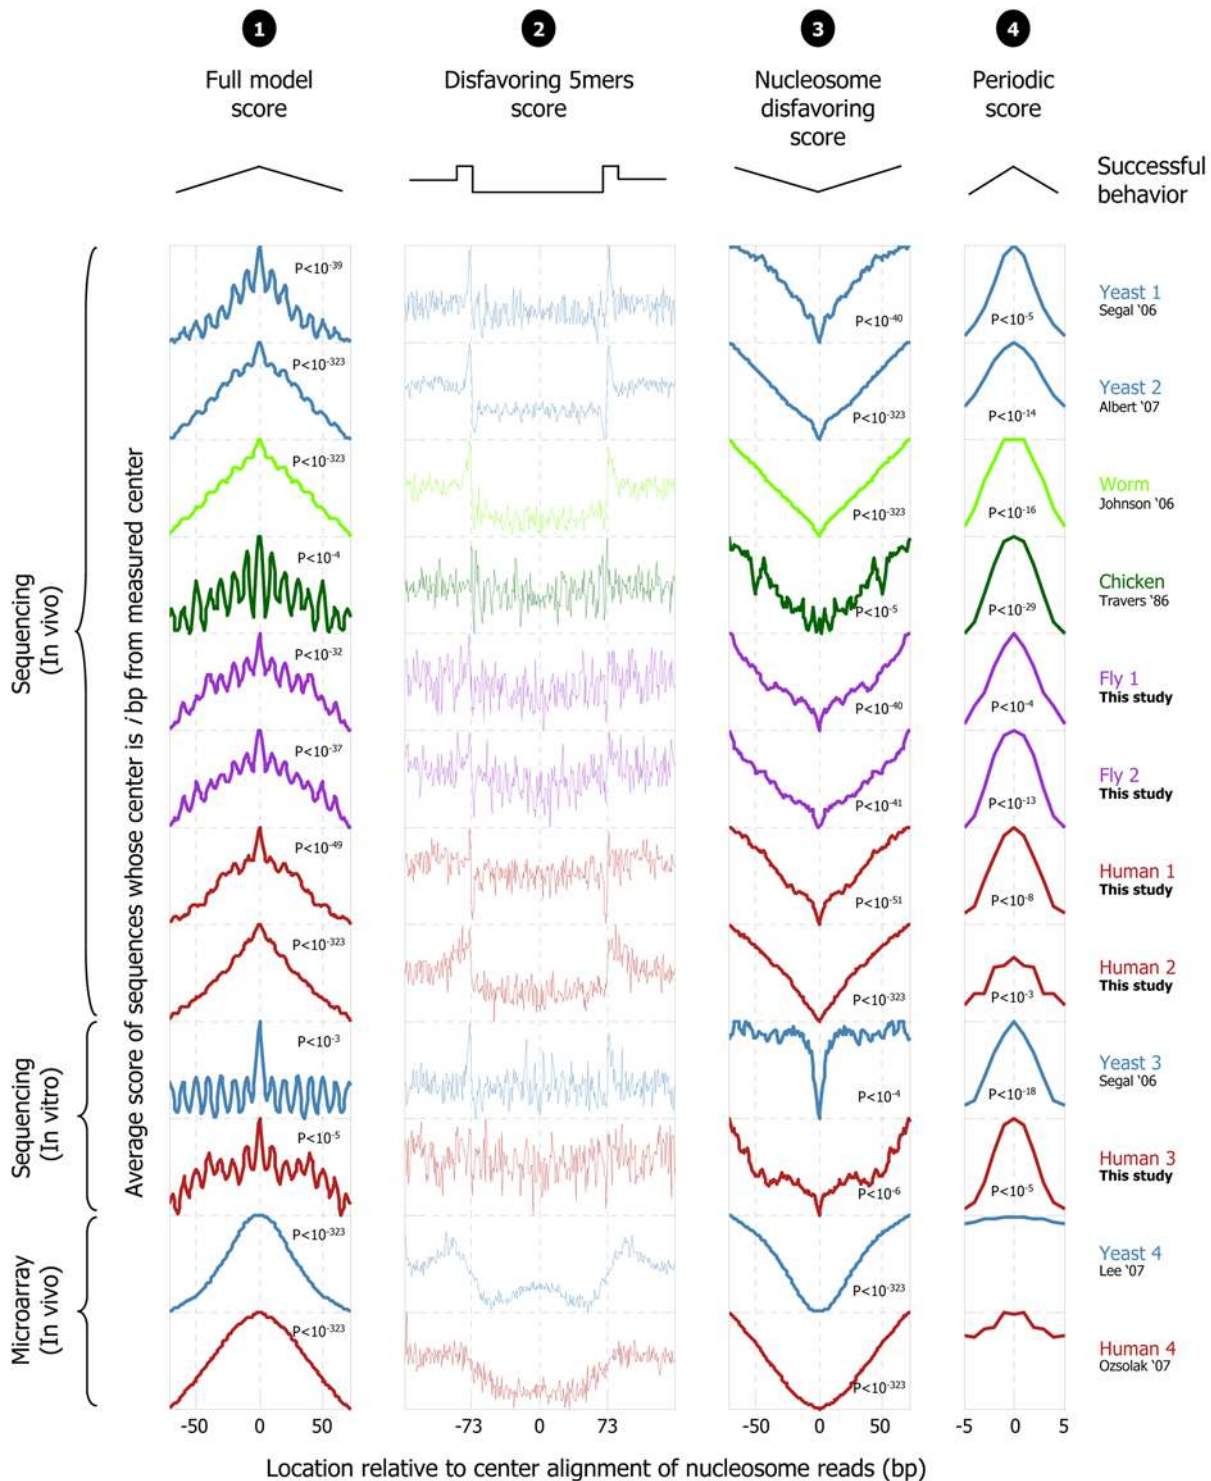 1 2 3 4
Full model
score
Disfavoring 5mers
score
Nucleosome
disfavoring
score
Periodic
score
Successful
behavior
Sequencing
(In vivo)
Sequencing
(In vitro)
Microarray
(In vivo)
Average score of sequences whose center is i bp from measured center
P<10-39 P<10-40 P<10-5
Yeast 1
Segal ‘06
P<10-323 P<10-323 P<10-14
Yeast 2
Albert ‘07
P<10-323 P<10-323 P<10-16
Worm
Johnson ‘06
P<10-4 P<10-5 P<10-29
Chicken
Travers ‘86
P<10-32 P<10-40 P<10-4
Fly 1
This study
P<10-37 P<10-41 P<10-13
Fly 2
This study
P<10-49 P<10-51 P<10-8
Human 1
This study
P<10-323 P<10-323 P<10-3
Human 2
This study
P<10-3 P<10-4 P<10-18
Yeast 3
Segal ‘06
P<10-5 P<10-6 P<10-5
Human 3
This study
P<10-323 P<10-323
Yeast 4
Lee ‘07
P<10-323 P<10-323
Human 4
Ozsolak ‘07
-50 0 50 -73 0 73 -50 0 50 -5 0 5
Location relative to center alignment of nucleosome reads (bp)